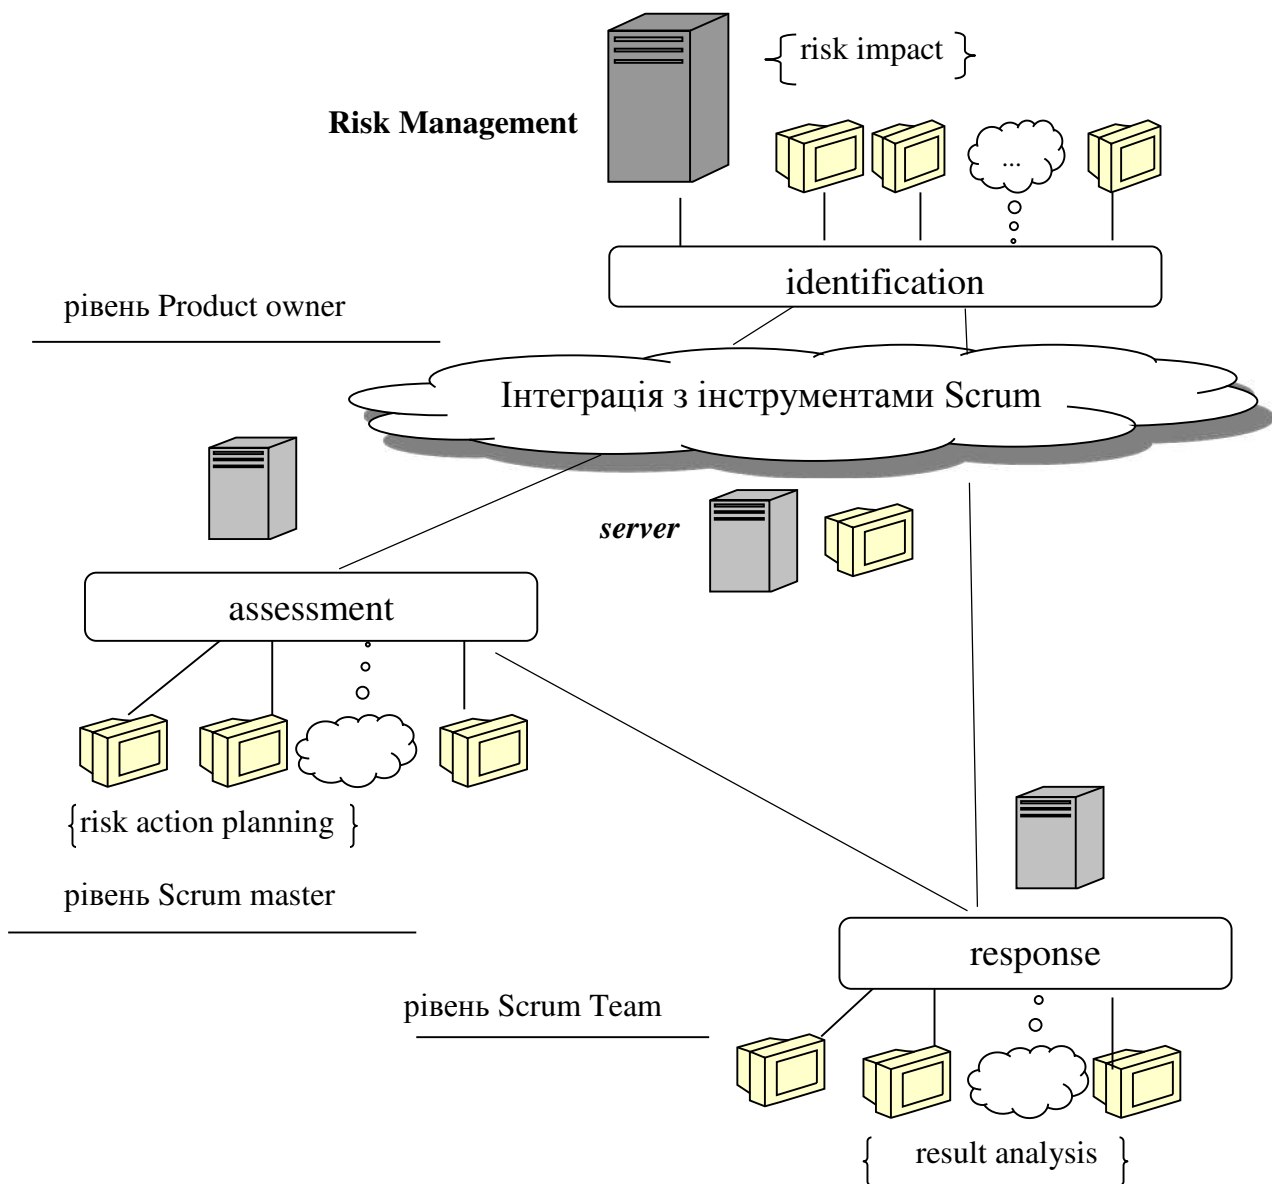 { risk impact }
Risk Management
...
identification
рівень Product owner
Інтеграція з інструментами Scrum
server
assessment
{risk action planning }
рівень Scrum master
response
рівень Scrum Team
{ result analysis }